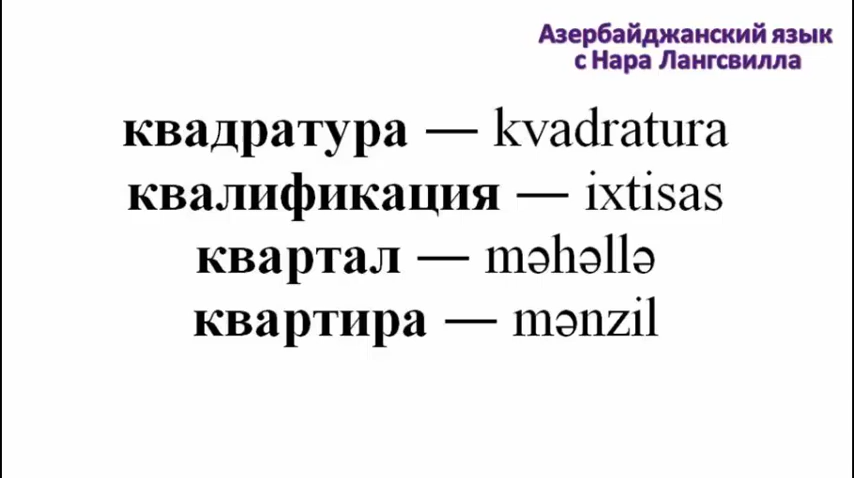 Азербайджанский язык
с Нара Лангсвилла
квадратура — kvadratura
квалификация — ixtisas
квартал — məhəllə
квартира — mənzil